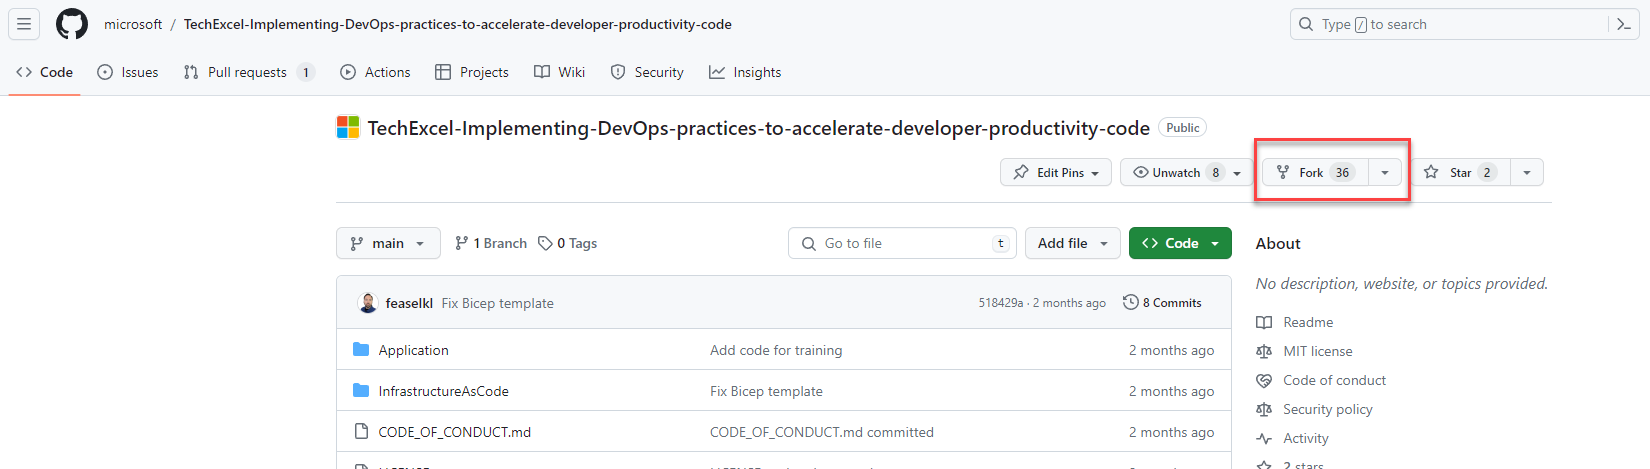 microsoft / TechExcel-Implementing-DevOps-practices-to-accelerate-developer-productivity-code
Type / to search
Code Issues Pull requests 1 Actions Projects Wiki Security Insights
TechExcel-Implementing-DevOps-practices-to-accelerate-developer-productivity-code Public
Edit Pins Unwatch 8 Fork 36 Star 2
main 1 Branch 0 Tags Go to file t Add file Code
About
feaselkl Fix Bicep template 518429a · 2 months ago 8 Commits
No description, website, or topics provided.
Application Add code for training 2 months ago
Readme
MIT license
InfrastructureAsCode Fix Bicep template 2 months ago
Code of conduct
Security policy
CODE_OF_CONDUCT.md CODE_OF_CONDUCT.md committed 2 months ago
Activity
2 stars